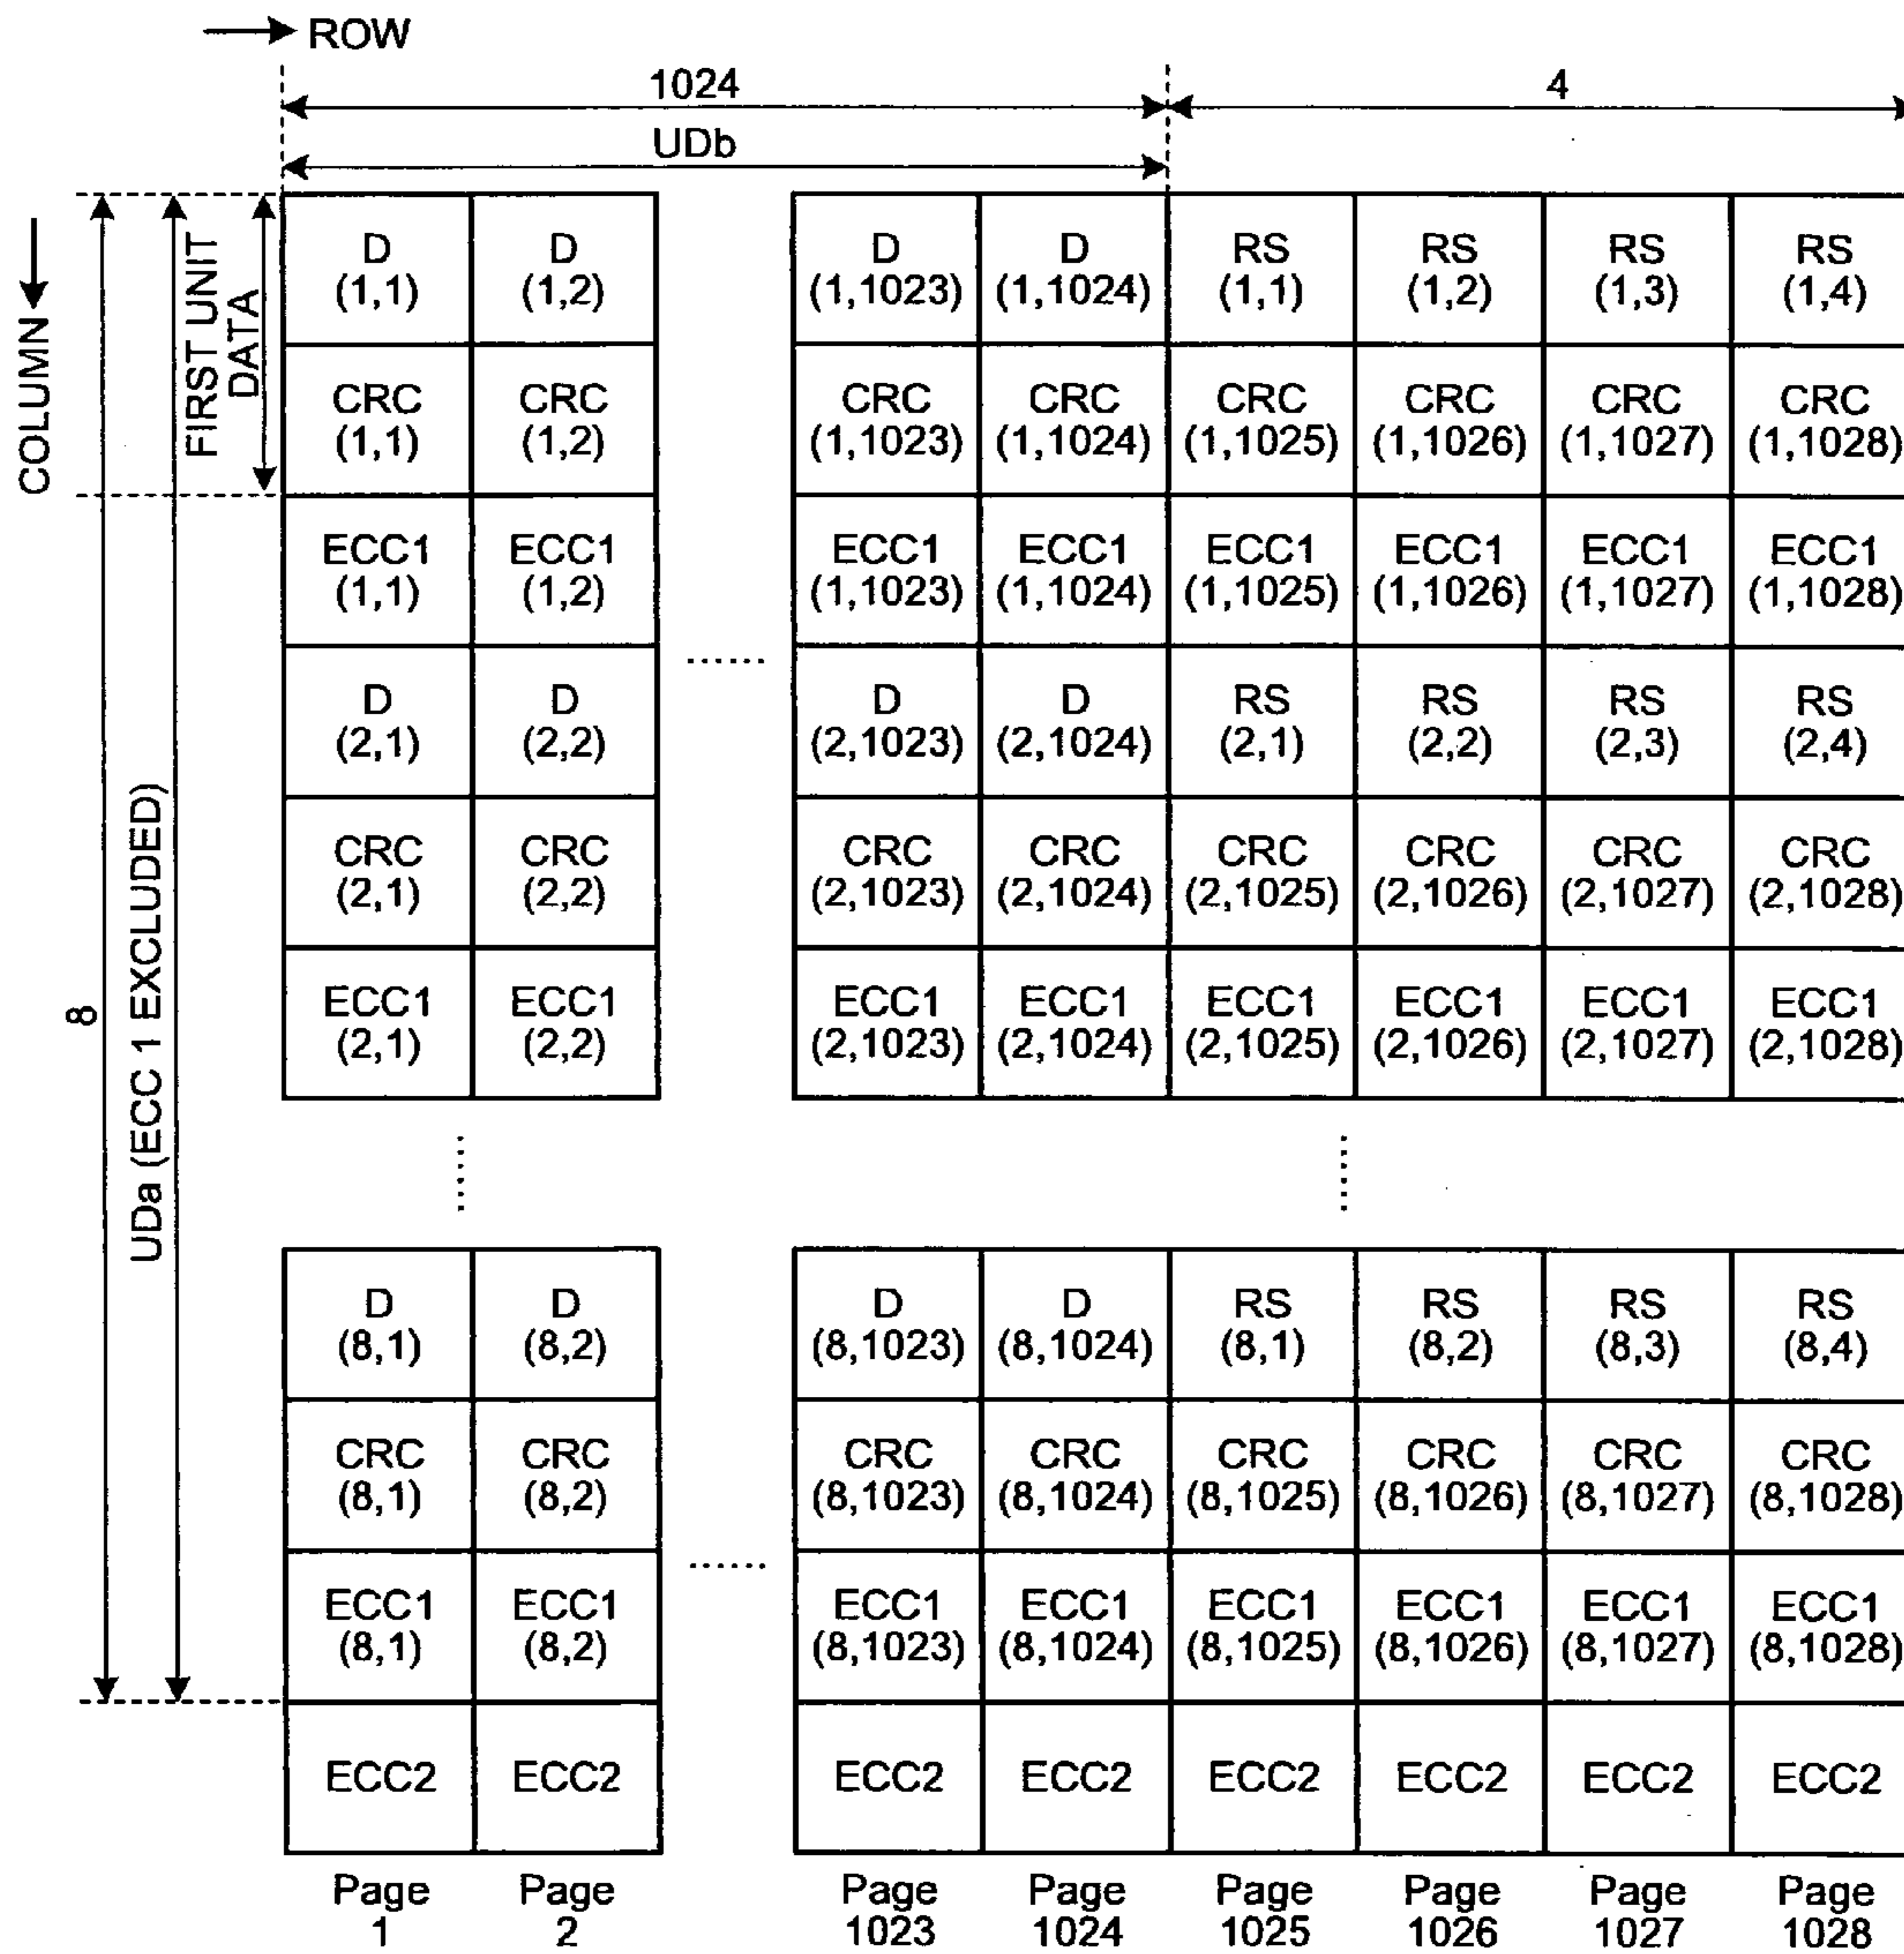 ROW
1024
4
UDb
COLUMN
FIRST UNIT
DATA
8
UDa (ECC 1 EXCLUDED)
D D D D RS RS RS RS
(1,1) (1,2) (1,1023) (1,1024) (1,1) (1,2) (1,3) (1,4)
CRC CRC CRC CRC CRC CRC CRC CRC
(1,1) (1,2) (1,1023) (1,1024) (1,1025) (1,1026) (1,1027) (1,1028)
ECC1 ECC1 ECC1 ECC1 ECC1 ECC1 ECC1 ECC1
(1,1) (1,2) (1,1023) (1,1024) (1,1025) (1,1026) (1,1027) (1,1028)
D D D D RS RS RS RS
(2,1) (2,2) (2,1023) (2,1024) (2,1) (2,2) (2,3) (2,4)
CRC CRC CRC CRC CRC CRC CRC CRC
(2,1) (2,2) (2,1023) (2,1024) (2,1025) (2,1026) (2,1027) (2,1028)
ECC1 ECC1 ECC1 ECC1 ECC1 ECC1 ECC1 ECC1
(2,1) (2,2) (2,1023) (2,1024) (2,1025) (2,1026) (2,1027) (2,1028)
D D D D RS RS RS RS
(8,1) (8,2) (8,1023) (8,1024) (8,1) (8,2) (8,3) (8,4)
CRC CRC CRC CRC CRC CRC CRC CRC
(8,1) (8,2) (8,1023) (8,1024) (8,1025) (8,1026) (8,1027) (8,1028)
ECC1 ECC1 ECC1 ECC1 ECC1 ECC1 ECC1 ECC1
(8,1) (8,2) (8,1023) (8,1024) (8,1025) (8,1026) (8,1027) (8,1028)
ECC2 ECC2 ECC2 ECC2 ECC2 ECC2 ECC2 ECC2
Page Page Page Page Page Page Page Page
1 2 1023 1024 1025 1026 1027 1028